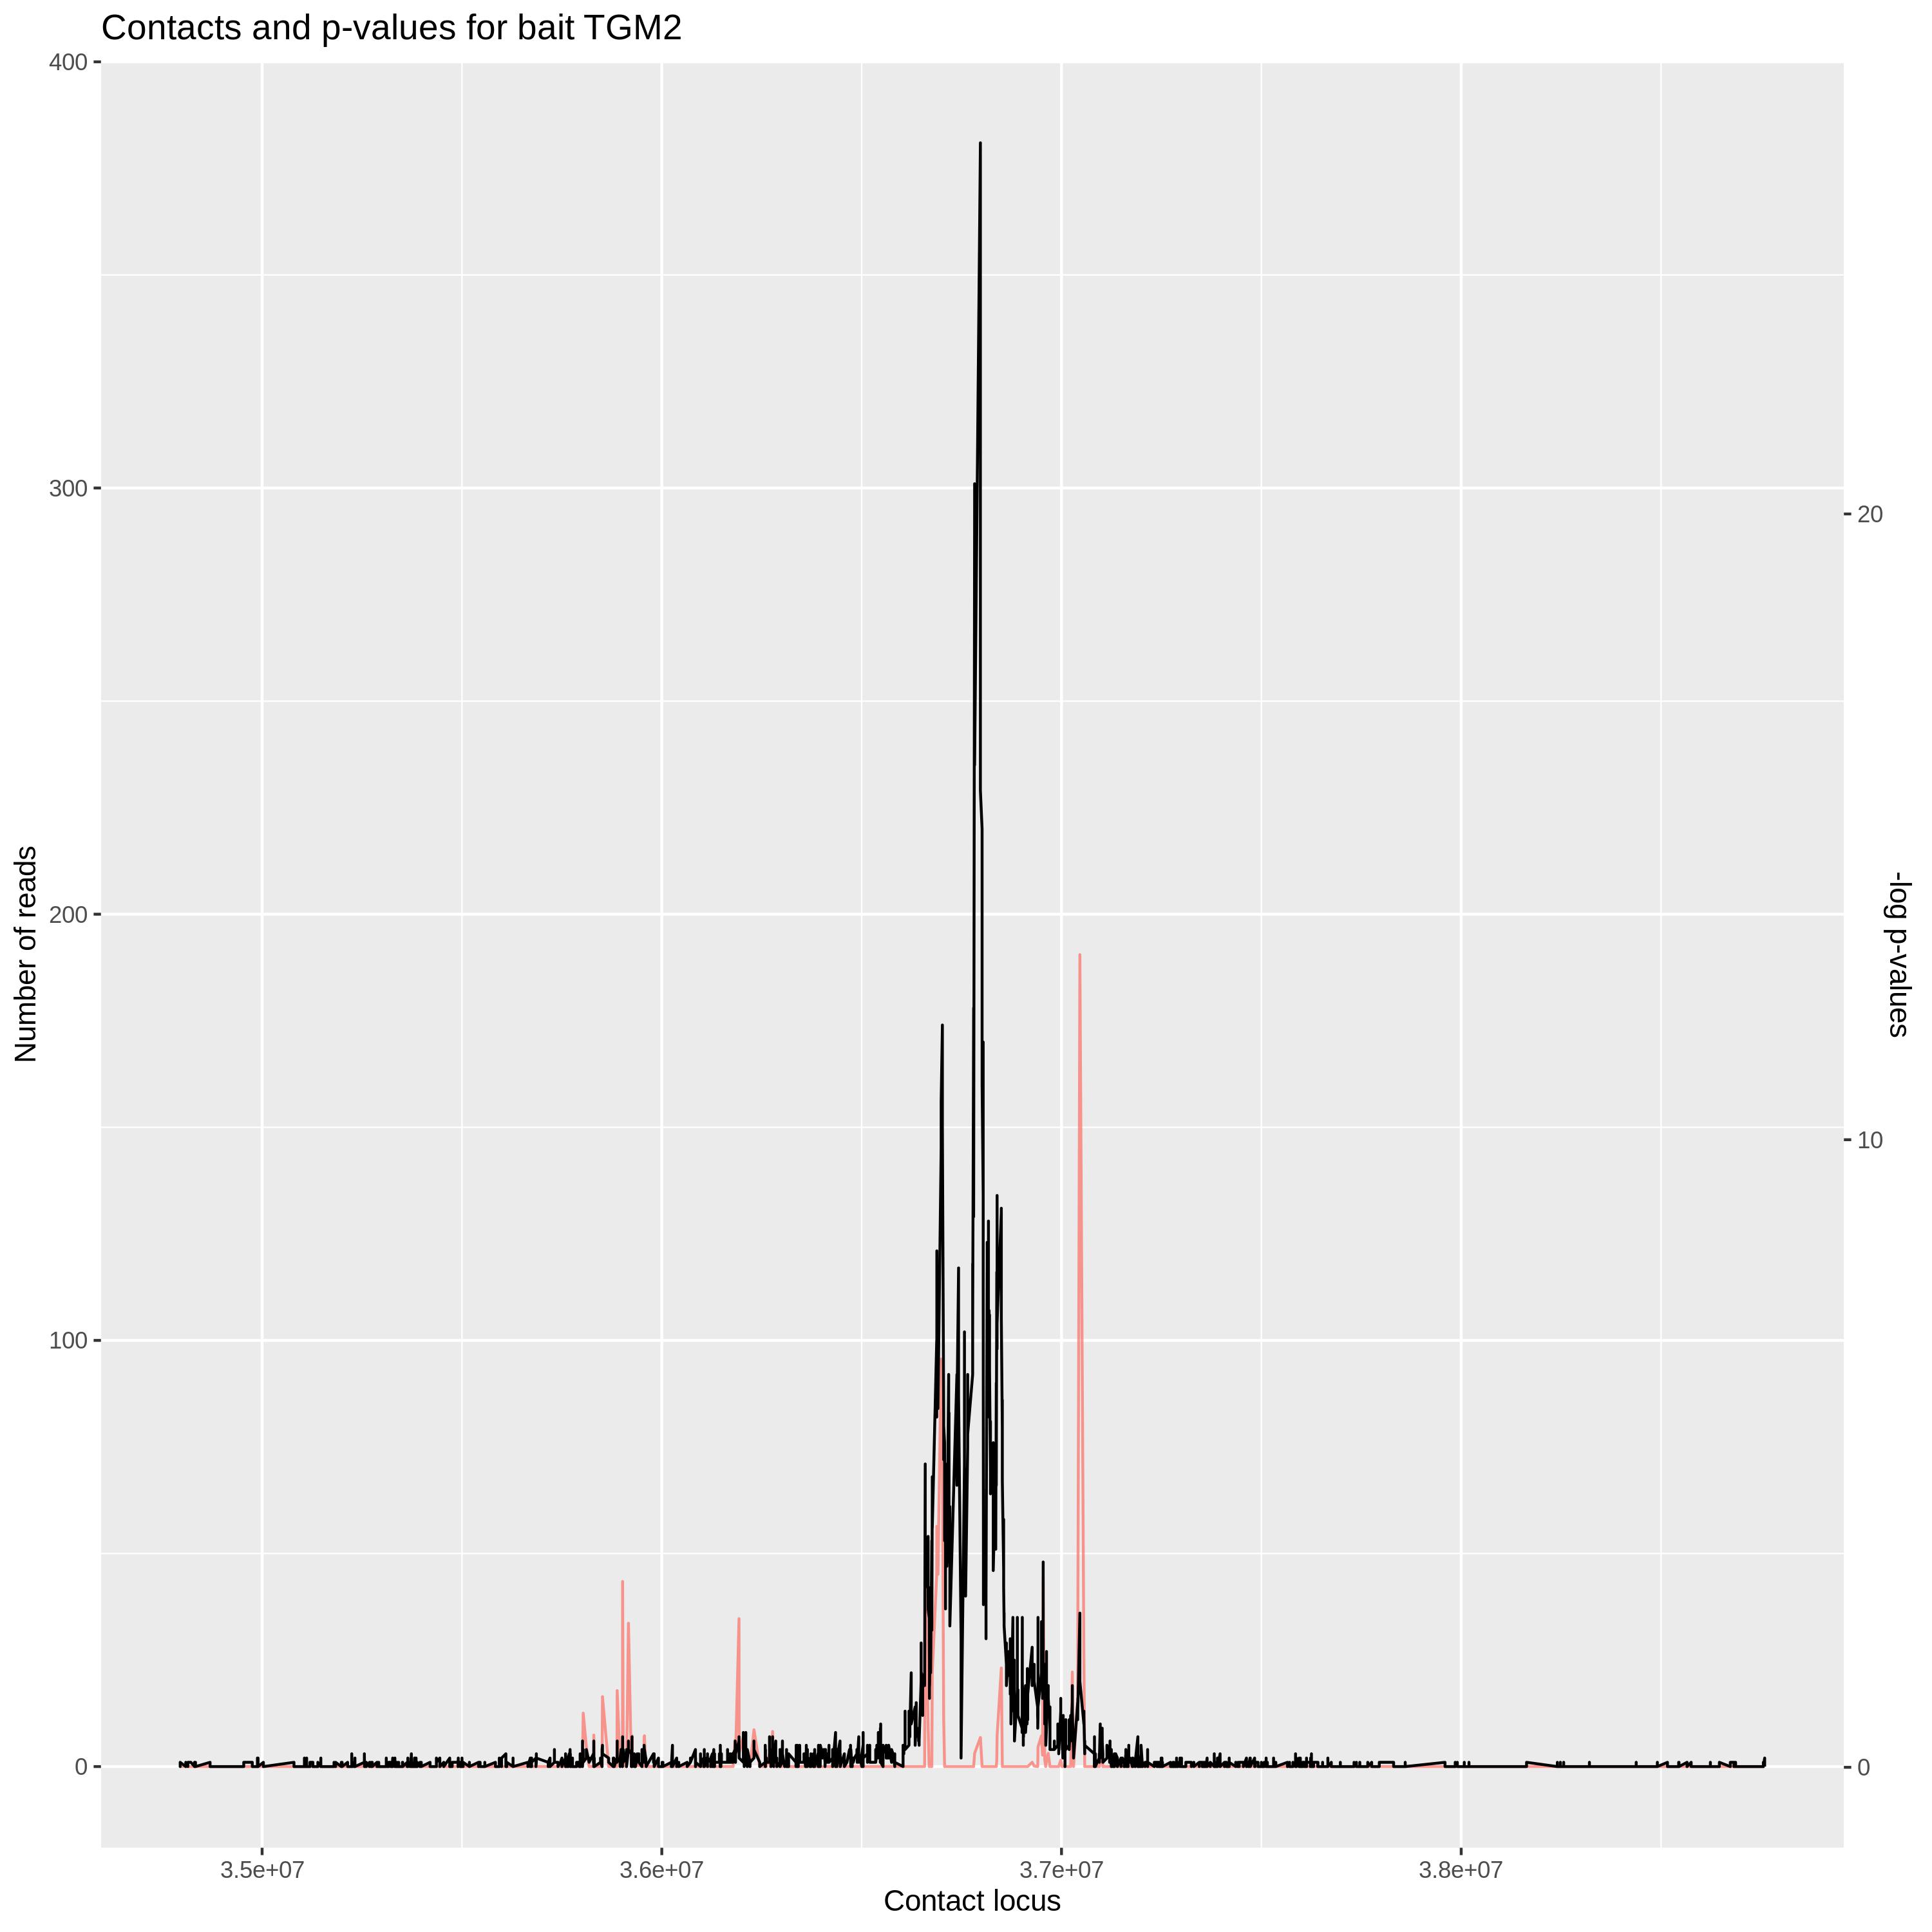 Contacts and p-values for bait TGM2
400
300
200
100
0
Number of reads
20
10
0
-log p-values
3.5e+07
3.6e+07
3.7e+07
3.8e+07
Contact locus